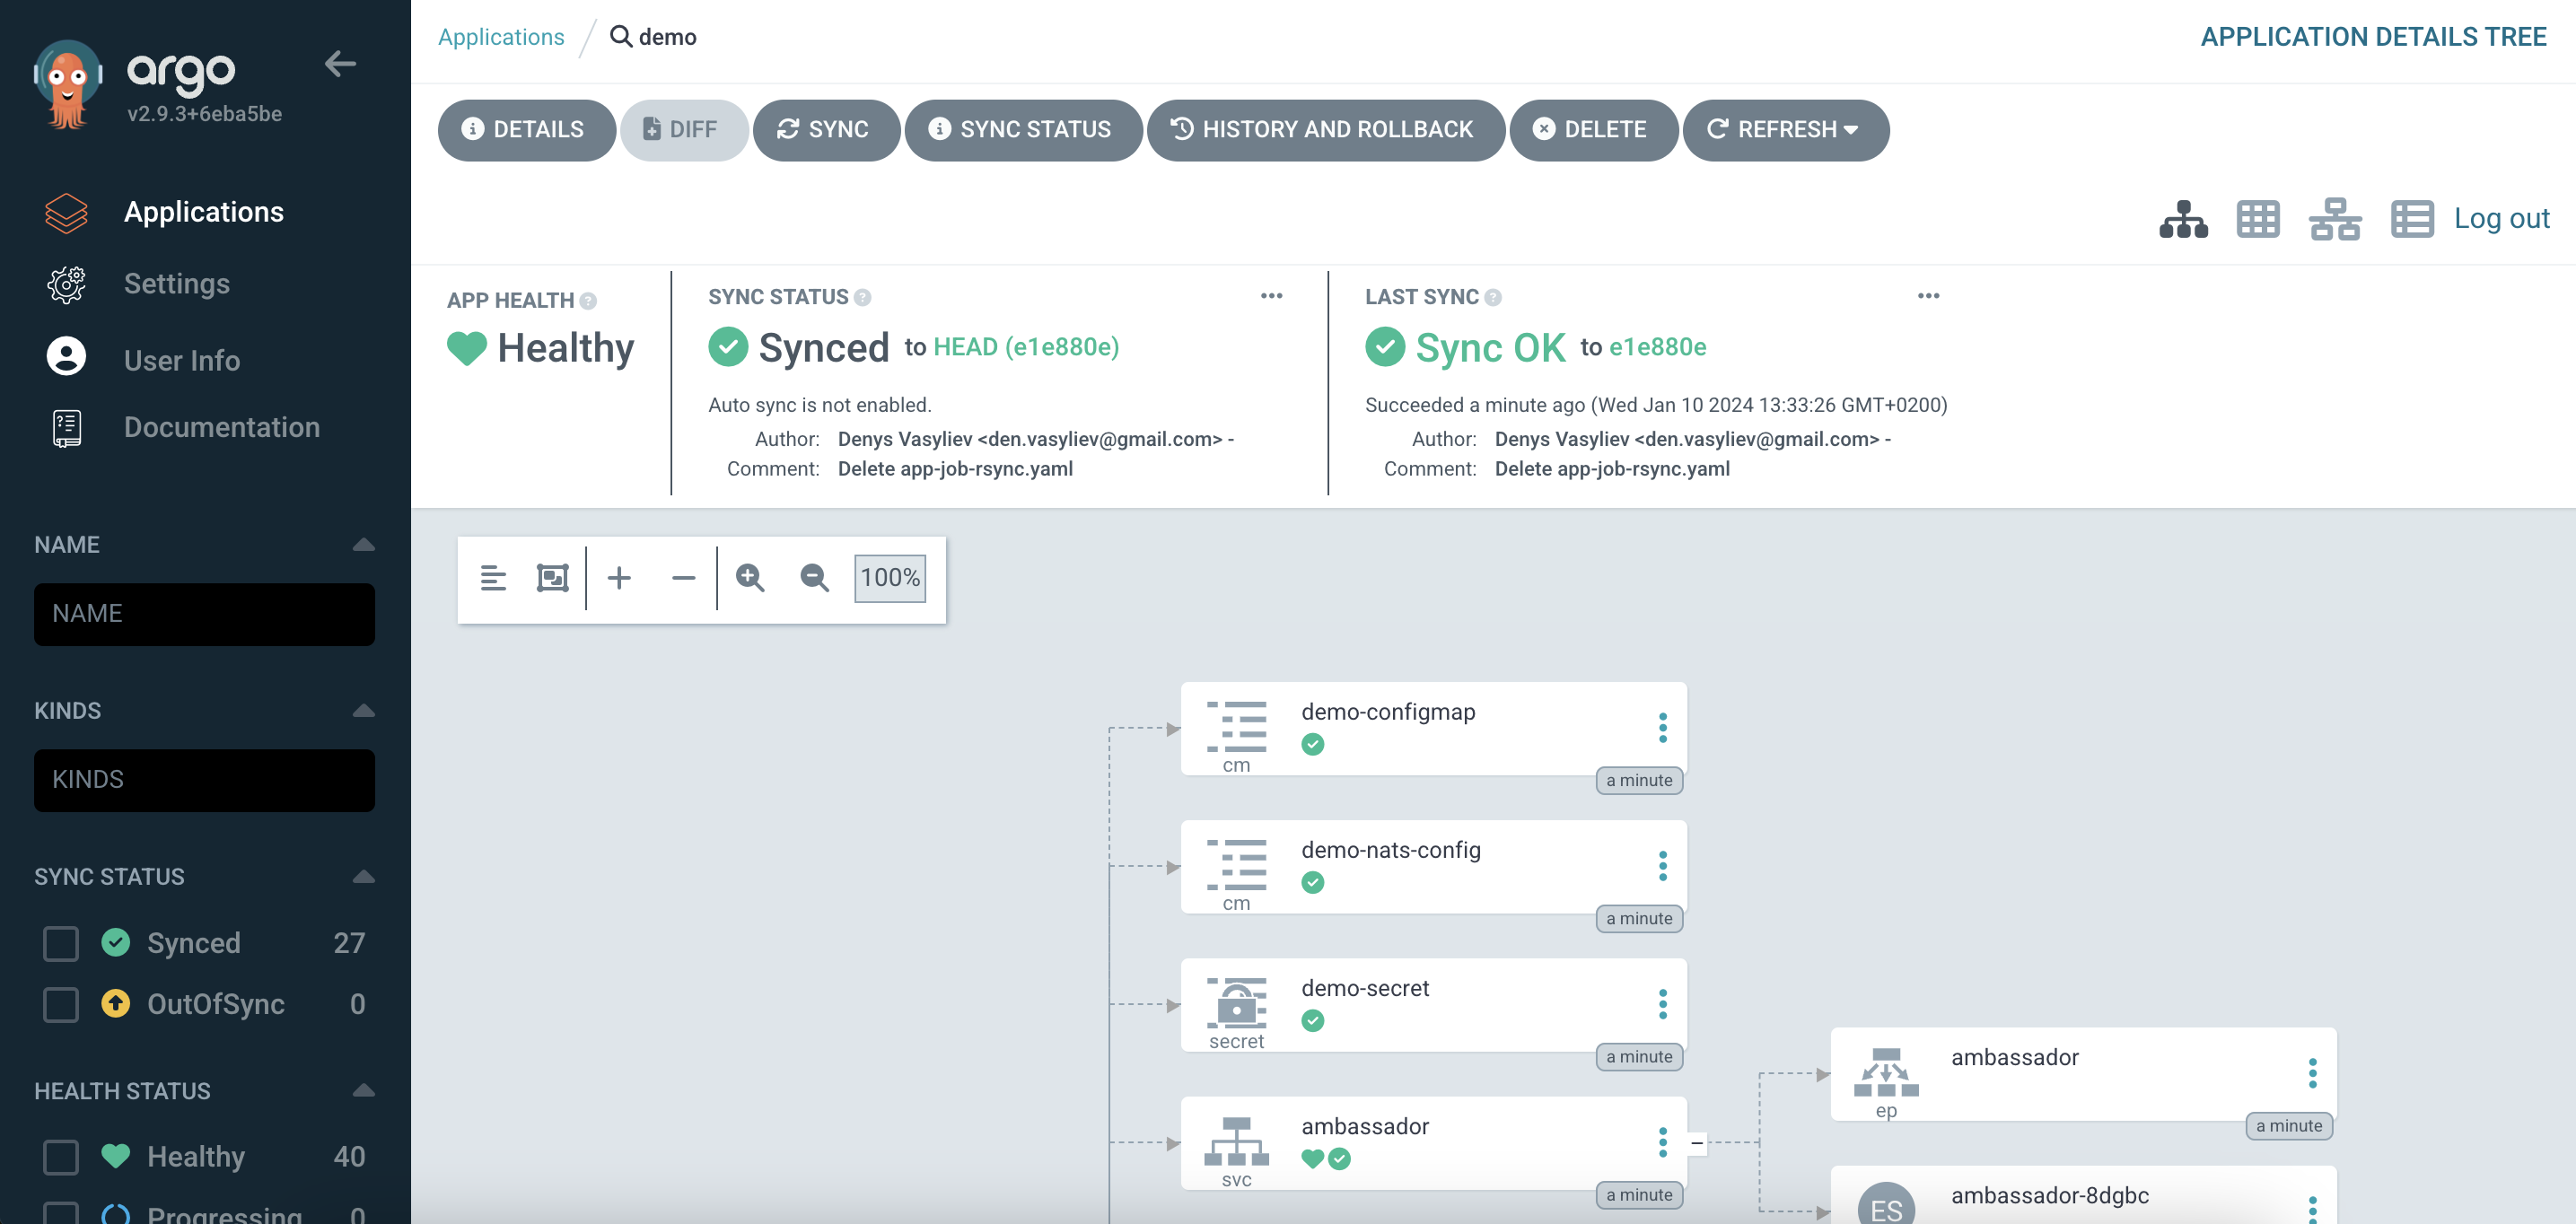 argo
v2.9.3+6eba5be
Applications
Settings
User Info
Documentation
NAME
NAME
KINDS
KINDS
SYNC STATUS
Synced 27
OutOfSync 0
HEALTH STATUS
Healthy 40
Progressing 0
Applications / demo
APPLICATION DETAILS TREE
DETAILS DIFF SYNC SYNC STATUS HISTORY AND ROLLBACK DELETE REFRESH
Log out
APP HEALTH ?
Healthy
SYNC STATUS ?
Synced to HEAD (e1e880e)
Auto sync is not enabled.
Author: Denys Vasyliev <den.vasyliev@gmail.com> -
Comment: Delete app-job-rsync.yaml
LAST SYNC ?
Sync OK to e1e880e
Succeeded a minute ago (Wed Jan 10 2024 13:33:26 GMT+0200)
Author: Denys Vasyliev <den.vasyliev@gmail.com> -
Comment: Delete app-job-rsync.yaml
100%
demo-configmap
cm
a minute
demo-nats-config
cm
a minute
demo-secret
secret
a minute
ambassador
svc
a minute
ambassador
ep
a minute
ambassador-8dgbc
ES